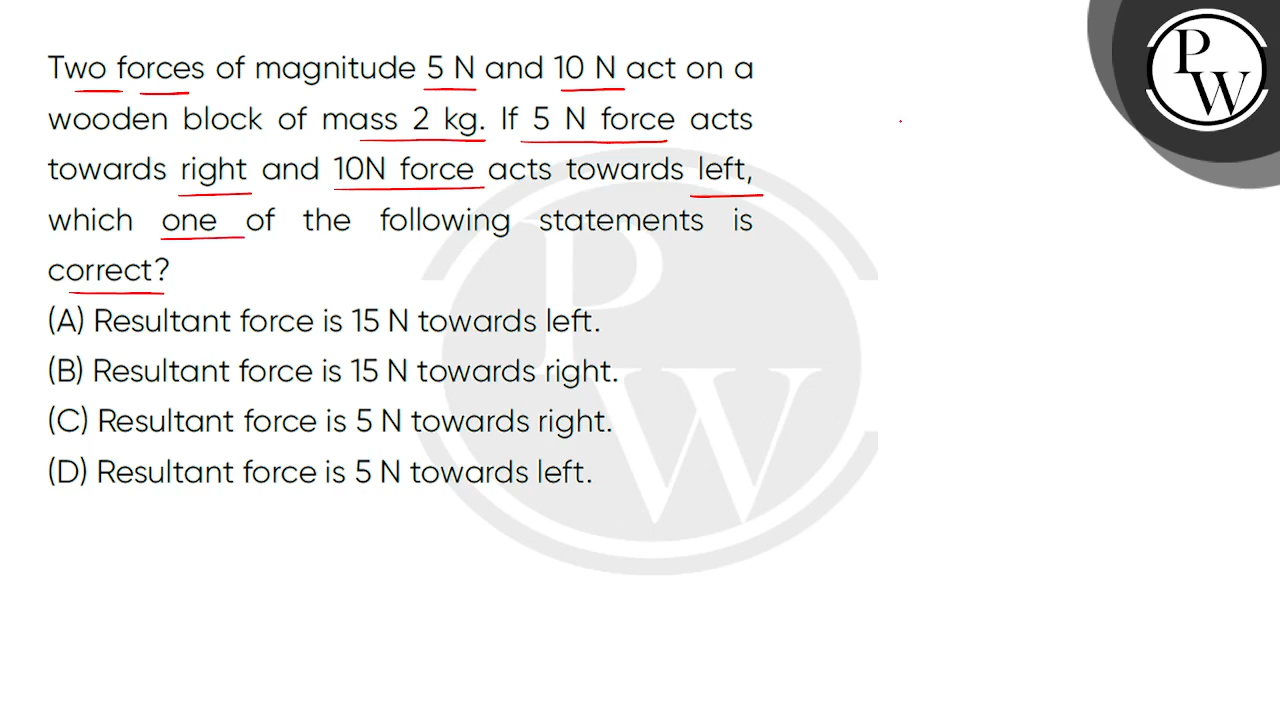 Two forces of magnitude 5 N and 10 N act on a
wooden block of mass 2 kg. If 5 N force acts
towards right and 10N force acts towards left,
which one of the following statements is
correct?
(A) Resultant force is 15 N towards left.
(B) Resultant force is 15 N towards right.
(C) Resultant force is 5 N towards right.
(D) Resultant force is 5 N towards left.
P
W
P
W